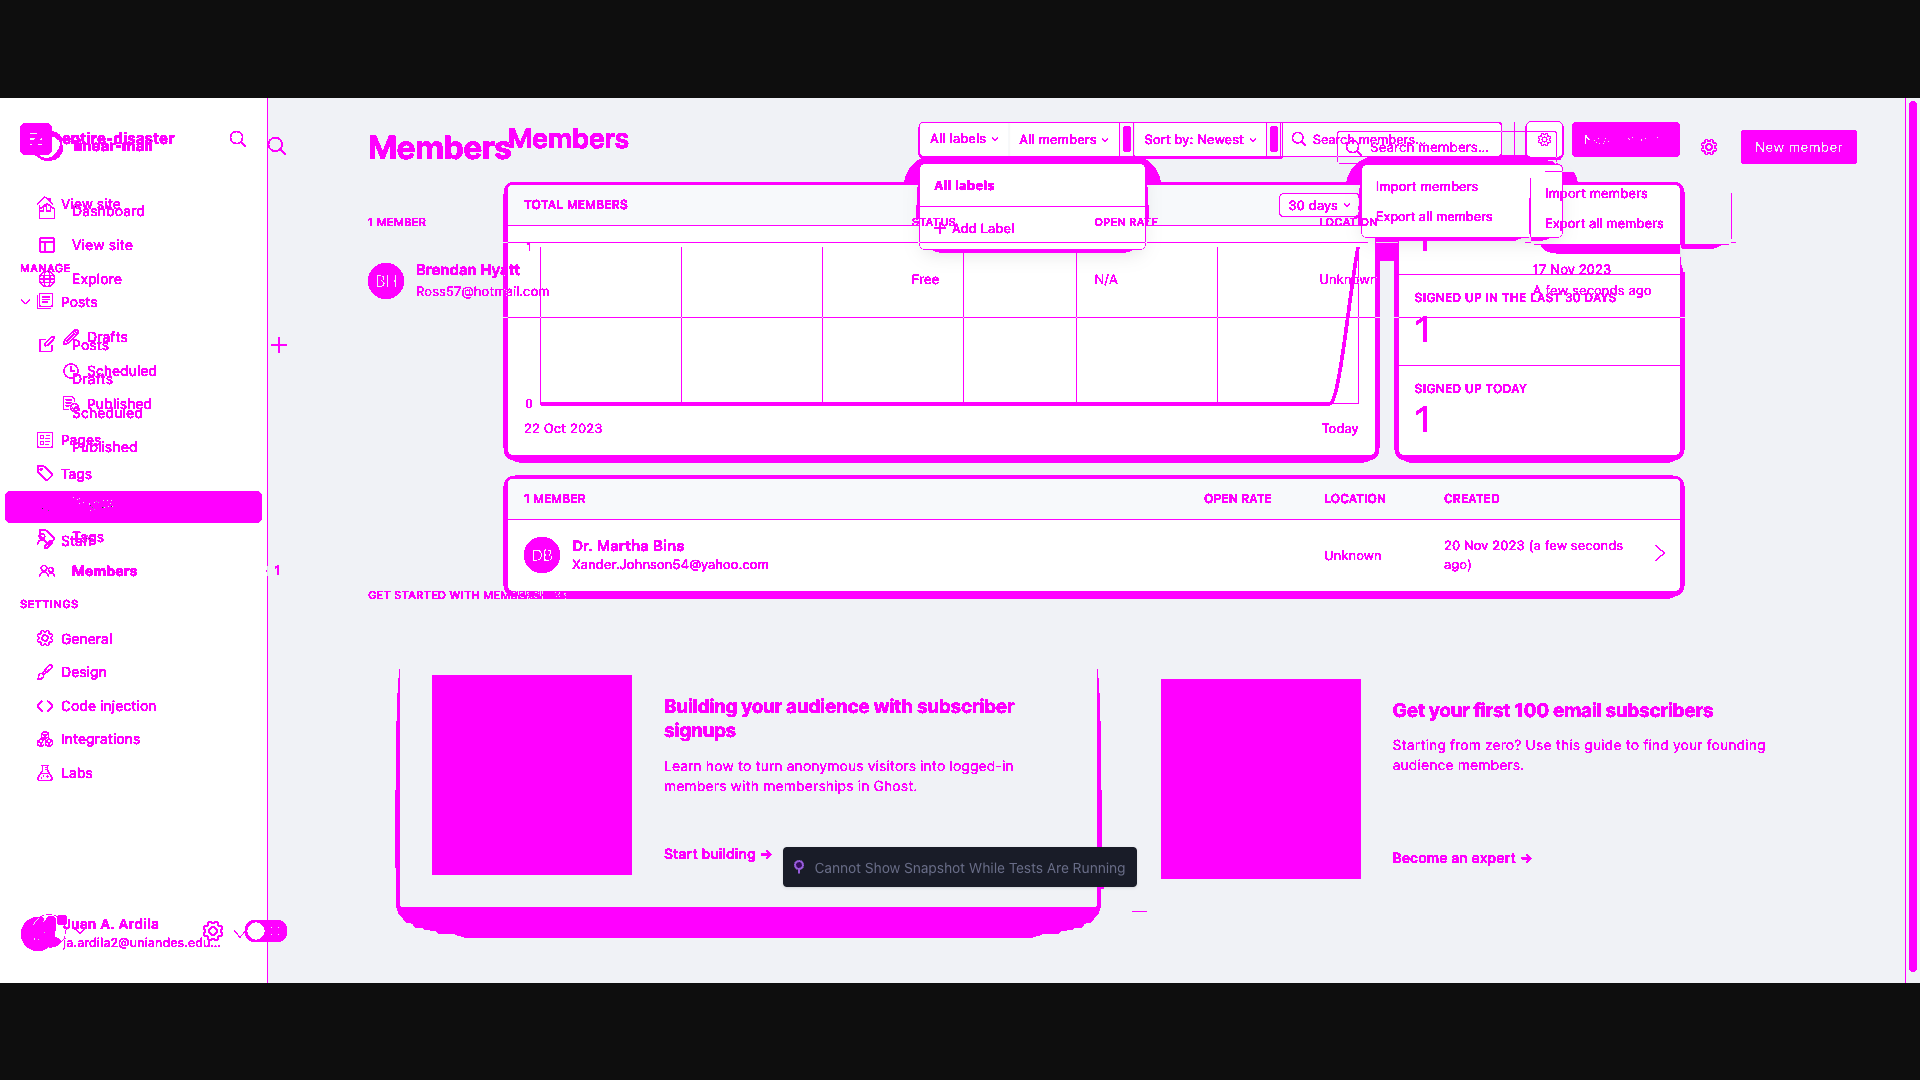 entire-disaster
linear-mail
View site
Dashboard
View site
MANAGE
Explore
Posts
Drafts
Posts
Scheduled
Drafts
Published
Scheduled
Pages
Published
Tags
Tags
Staff
Members 1
SETTINGS
General
Design
Code injection
Integrations
Labs
Juan A. Ardila
ja.ardila2@uniandes.edu...
Members
Members
All labels
All members
Sort by: Newest
Search members...
Search members...
New member
All labels
Add Label
Import members
Export all members
Import members
Export all members
TOTAL MEMBERS
30 days
1 MEMBER STATUS OPEN RATE LOCATION
1
Brendan Hyatt
Ross57@hotmail.com
Free
N/A
Unknown
17 Nov 2023
A few seconds ago
SIGNED UP IN THE LAST 30 DAYS
1
SIGNED UP TODAY
1
0
22 Oct 2023
Today
1 MEMBER OPEN RATE LOCATION CREATED
DB
Dr. Martha Bins
Xander.Johnson54@yahoo.com
Unknown
20 Nov 2023 (a few seconds
ago)
GET STARTED WITH
Building your audience with subscriber
signups
Learn how to turn anonymous visitors into logged-in
members with memberships in Ghost.
Start building →
Get your first 100 email subscribers
Starting from zero? Use this guide to find your founding
audience members.
Become an expert →
Cannot Show Snapshot While Tests Are Running